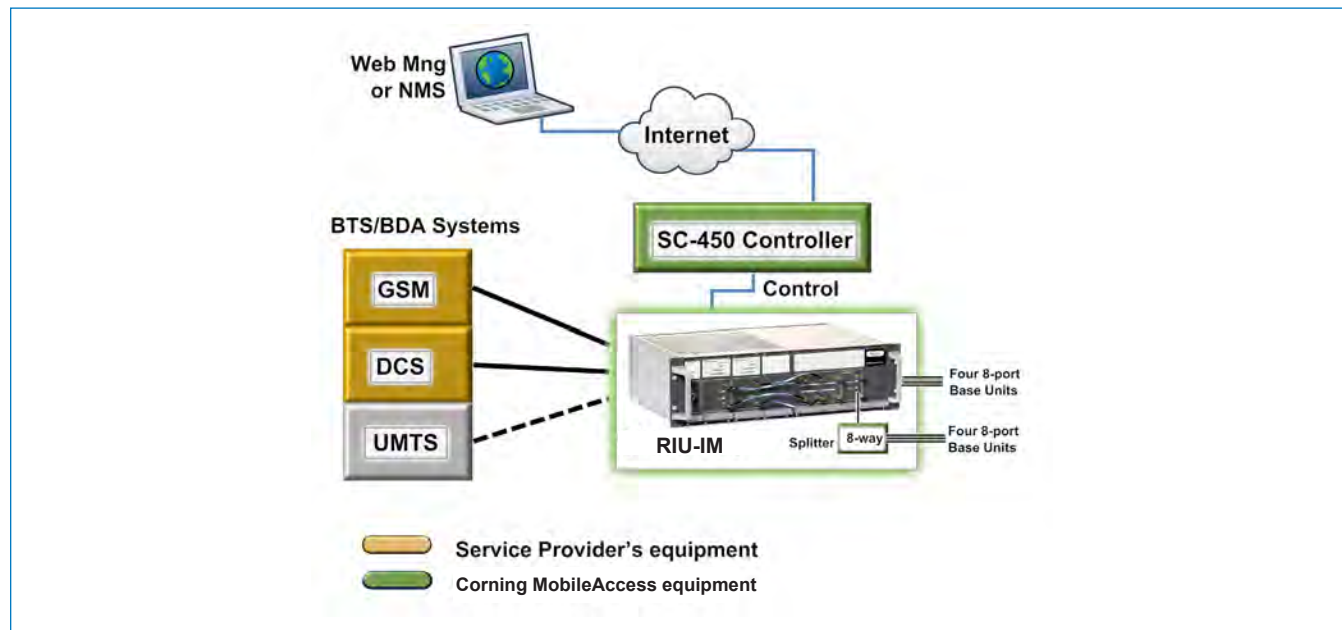 Web Mng
or NMS
Internet
SC-450 Controller
Control
BTS/BDA Systems
GSM
DCS
UMTS
RIU-IM
Splitter
8-way
Four 8-port
Base Units
Four 8-port
Base Units
Service Provider's equipment
Corning MobileAccess equipment